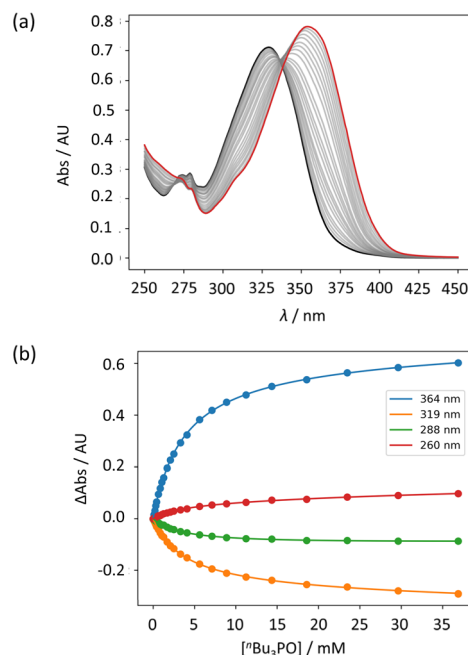 (a)
0.8
0.7
0.6
0.5
0.4
0.3
0.2
0.1
0.0
Abs / AU
250 275 300 325 350 375 400 425 450
λ / nm
(b)
0.6
0.4
0.2
0.0
-0.2
ΔAbs / AU
364 nm
319 nm
288 nm
260 nm
0 5 10 15 20 25 30 35
[ⁿBu₃PO] / mM